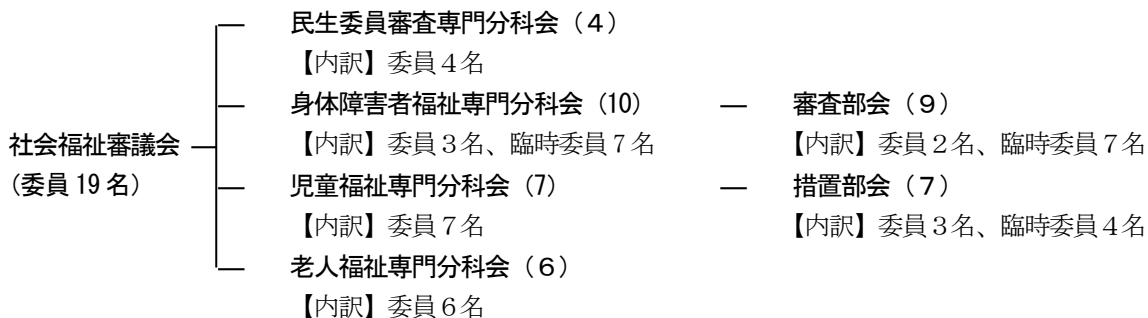 民生委員審査専門分科会（４）
【内訳】委員４名
身体障害者福祉専門分科会（10） ― 審査部会（９）
社会福祉審議会 【内訳】委員３名、臨時委員７名 【内訳】委員２名、臨時委員７名
（委員 19 名） 児童福祉専門分科会（7） ― 措置部会（７）
【内訳】委員７名 【内訳】委員３名、臨時委員４名
老人福祉専門分科会（６）
【内訳】委員６名